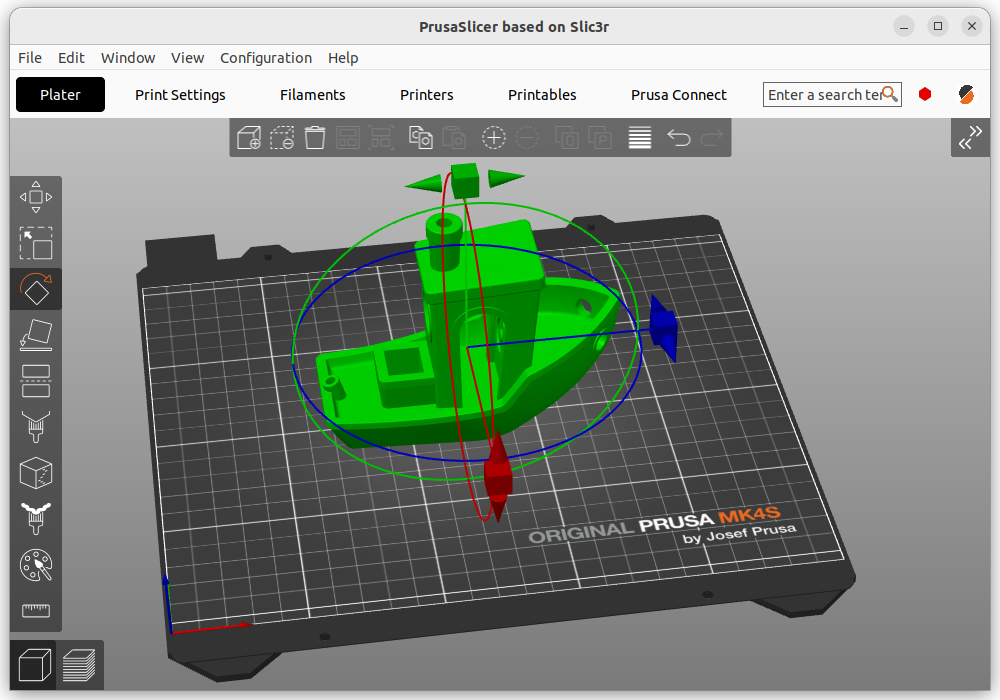 PrusaSlicer based on Slic3r
File Edit Window View Configuration Help
Plater Print Settings Filaments Printers Printables Prusa Connect Enter a search ter
ORIGINAL PRUSA MK4S
by Josef Prusa